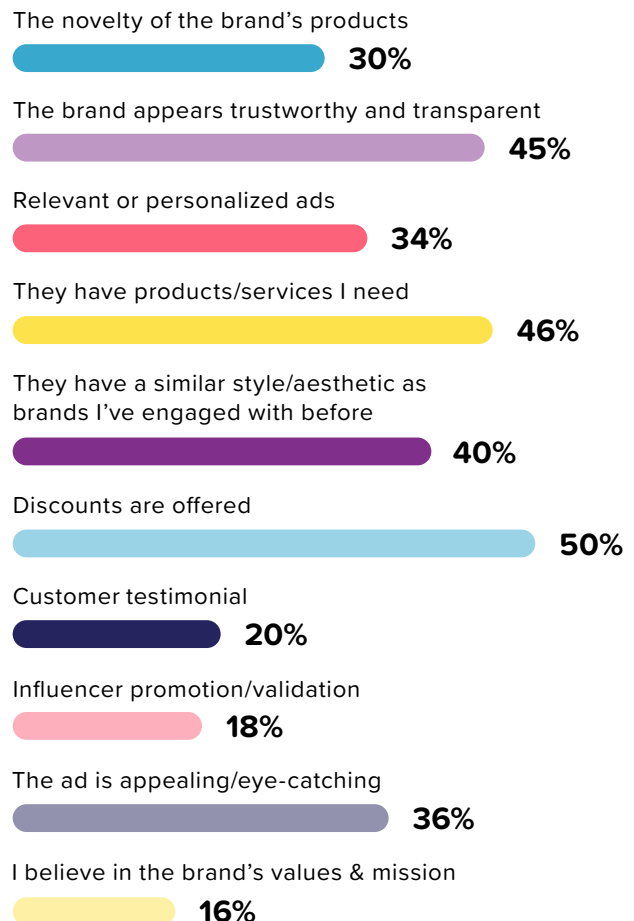 The novelty of the brand’s products
30%
The brand appears trustworthy and transparent
45%
Relevant or personalized ads
34%
They have products/services I need
46%
They have a similar style/aesthetic as
brands I’ve engaged with before
40%
Discounts are offered
50%
Customer testimonial
20%
Influencer promotion/validation
18%
The ad is appealing/eye-catching
36%
I believe in the brand’s values & mission
16%